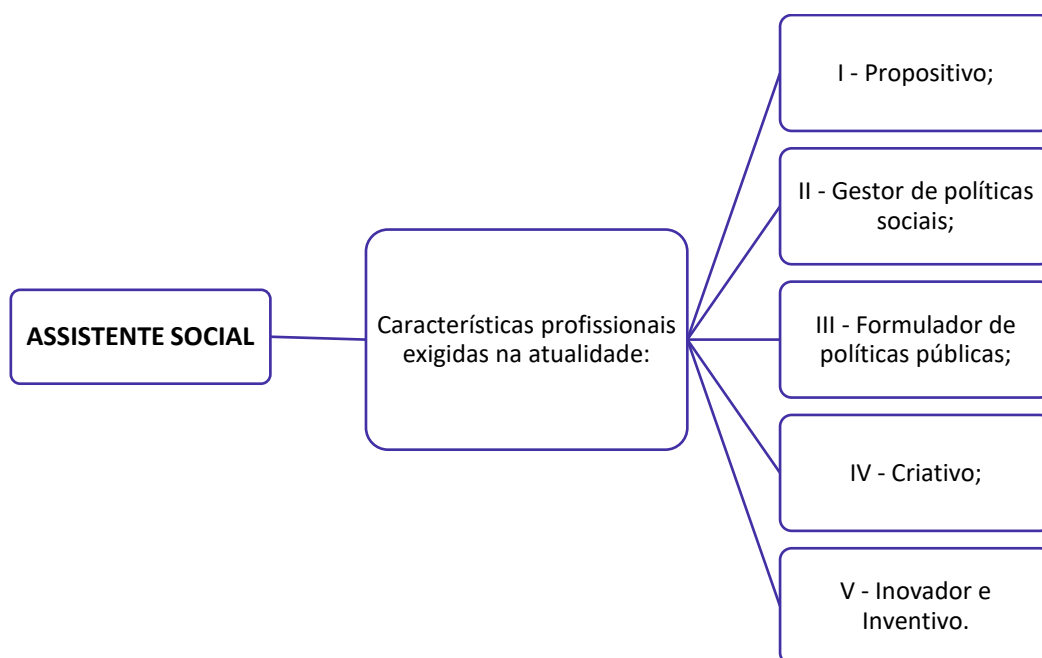 ASSISTENTE SOCIAL
Características profissionais
exigidas na atualidade:
I - Propositivo;
II - Gestor de políticas
sociais;
III - Formulador de
políticas públicas;
IV - Criativo;
V - Inovador e
Inventivo.